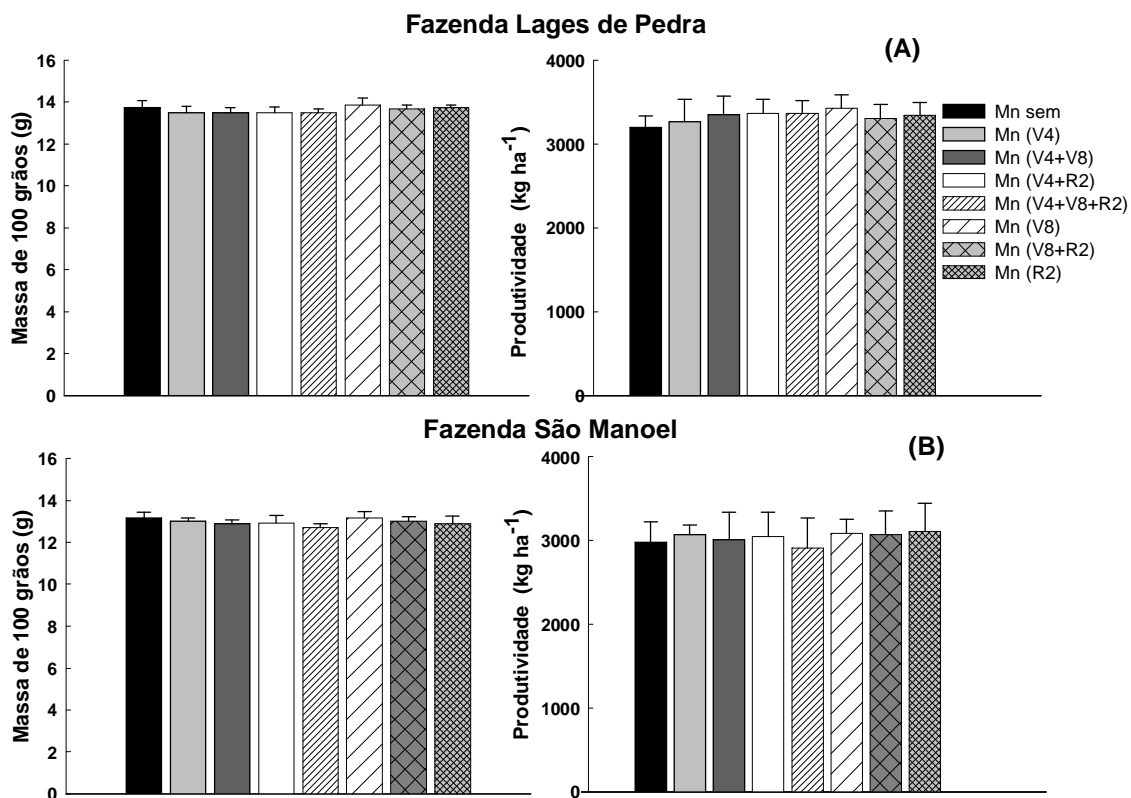 Fazenda Lages de Pedra
(A)
Massa de 100 grãos (g)
16
14
12
10
8
6
4
2
0
Produtividade (kg ha-1)
4000
3000
2000
1000
0
Mn sem
Mn (V4)
Mn (V4+V8)
Mn (V4+R2)
Mn (V4+V8+R2)
Mn (V8)
Mn (V8+R2)
Mn (R2)
Fazenda São Manoel
(B)
Massa de 100 grãos (g)
16
14
12
10
8
6
4
2
0
Produtividade (kg ha-1)
4000
3000
2000
1000
0